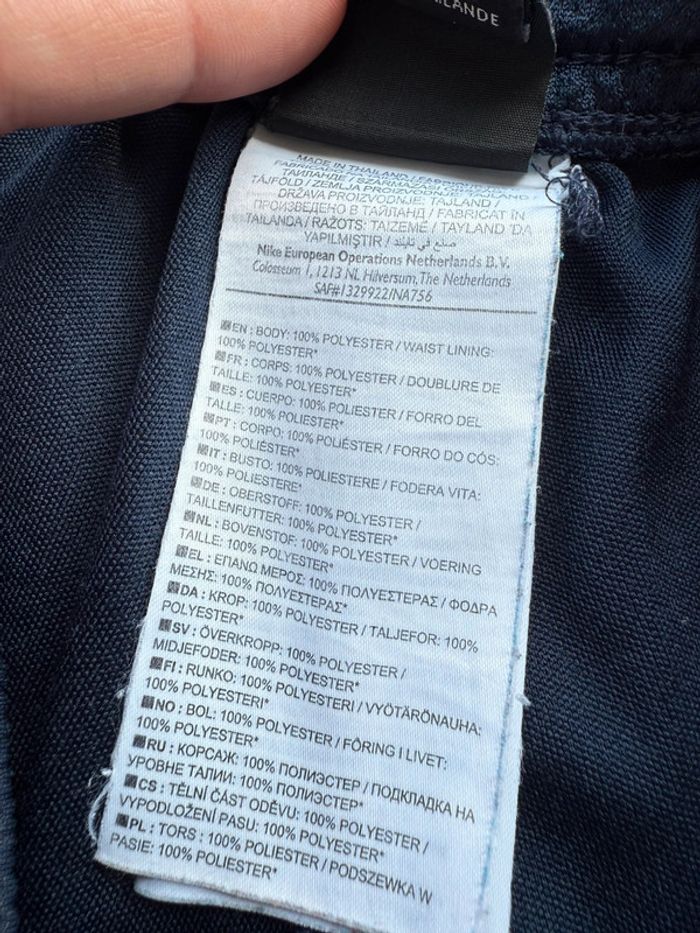 ILANDE
MADE IN THAILAND /
TAJFÖLD / ZEMLJA
DRŽAVA PROIZVODNJE: TAJLAND /
ПРОИЗВЕДЕНО В ТАЙЛАНД / FABRICAT ÎN
TAILANDA / RAŽOTS: TAIZEME / TAYLAND 'DA
YAPILMIŞTIR / صنع في تايلند
Nike European Operations Netherlands B.V.
Colosseum 1, 1213 NL Hilversum, The Netherlands
SAF#1329922/NA756
EN : BODY: 100% POLYESTER / WAIST LINING:
100% POLYESTER*
FR : CORPS: 100% POLYESTER / DOUBLURE DE
TAILLE: 100% POLYESTER*
ES : CUERPO: 100% POLIESTER / FORRO DEL
TALLE: 100% POLIESTER*
PT : CORPO: 100% POLIÉSTER / FORRO DO CÓS:
100% POLIÉSTER*
IT : BUSTO: 100% POLIESTERE / FODERA VITA:
100% POLIESTERE*
DE : OBERSTOFF: 100% POLYESTER /
TAILLENFUTTER: 100% POLYESTER*
NL : BOVENSTOF: 100% POLYESTER / VOERING
TAILLE: 100% POLYESTER*
EL : ΕΠΑΝΩ ΜΕΡΟΣ: 100% ΠΟΛΥΕΣΤΕΡΑΣ / ΦΟΔΡΑ
ΜΕΣΗΣ: 100% ΠΟΛΥΕΣΤΕΡΑΣ*
DA : KROP: 100% POLYESTER / TALJEFOR: 100%
POLYESTER*
SV : ÖVERKROPP: 100% POLYESTER /
MIDJEFODER: 100% POLYESTER*
FI : RUNKO: 100% POLYESTERI / VYÖTÄRÖNAUHA:
100% POLYESTERI*
NO : BOL: 100% POLYESTER / FÔRING I LIVET:
100% POLYESTER*
RU : КОРСАЖ: 100% ПОЛИЭСТЕР / ПОДКЛАДКА НА
УРОВНЕ ТАЛИИ: 100% ПОЛИЭСТЕР*
CS : TĚLNÍ ČÁST ODĚVU: 100% POLYESTER /
VYPODLOŽENÍ PASU: 100% POLYESTER*
PL : TORS : 100% POLIESTER / PODSZEWKA W
PASIE: 100% POLIESTER*